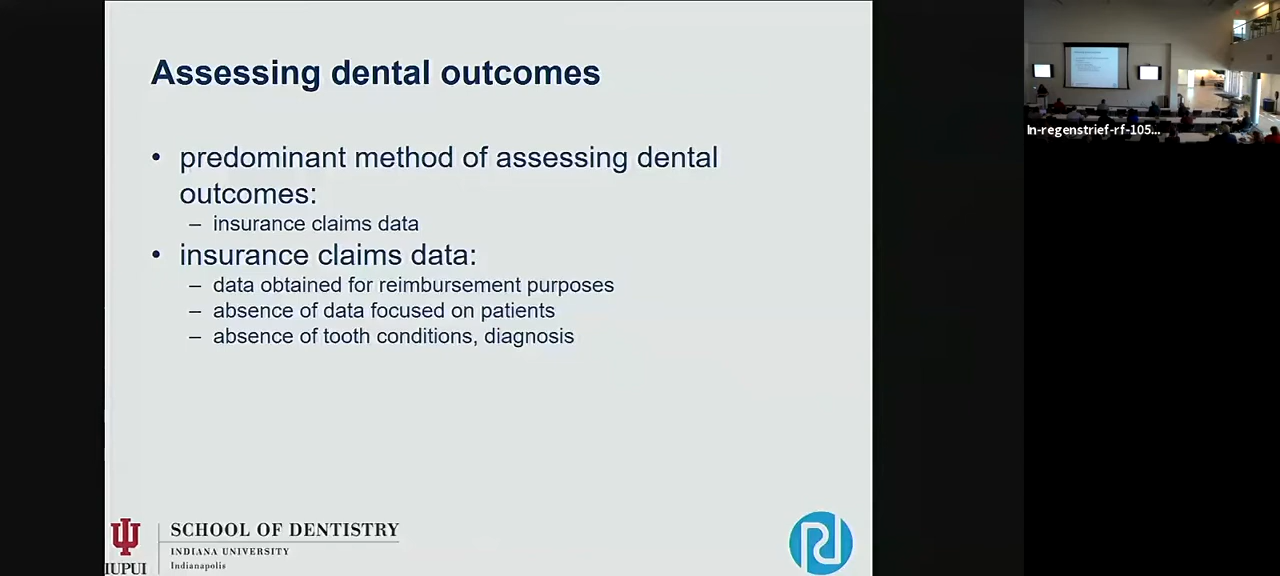 Assessing dental outcomes
• predominant method of assessing dental
outcomes:
– insurance claims data
• insurance claims data:
– data obtained for reimbursement purposes
– absence of data focused on patients
– absence of tooth conditions, diagnosis
IUPUI
SCHOOL OF DENTISTRY
INDIANA UNIVERSITY
Indianapolis
In-regenstrief-rf-105...